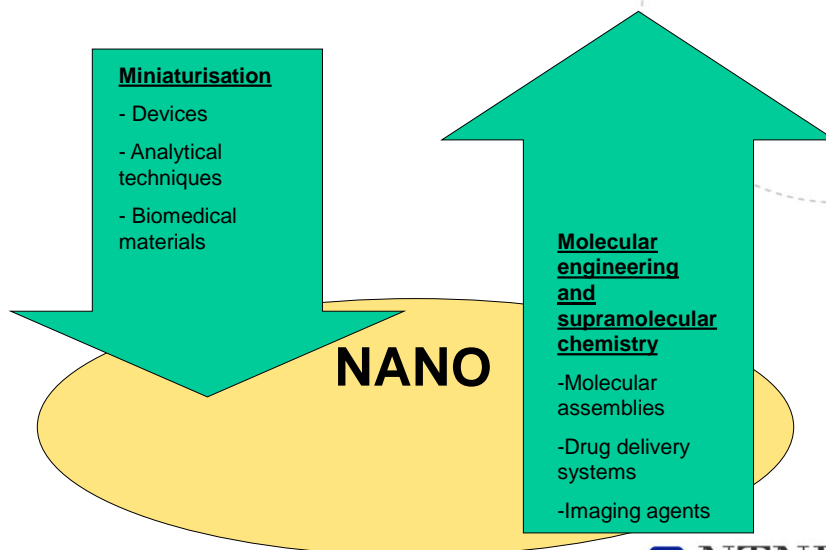 Miniaturisation
- Devices
- Analytical
techniques
- Biomedical
materials
NANO
Molecular
engineering
and
supramolecular
chemistry
-Molecular
assemblies
-Drug delivery
systems
-Imaging agents